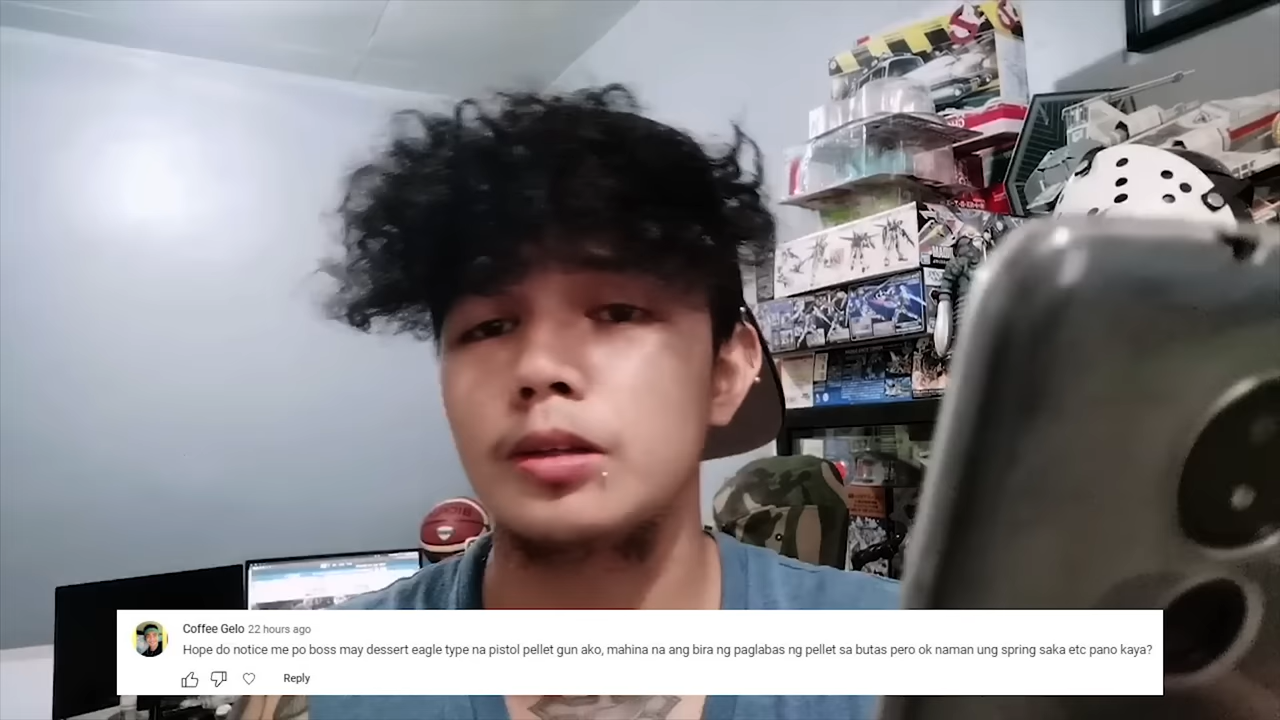 Coffee Gelo 22 hours ago
Hope do notice me po boss may dessert eagle type na pistol pellet gun ako, mahina na ang bira ng paglabas ng pellet sa butas pero ok naman ung spring saka etc pano kaya?
Reply